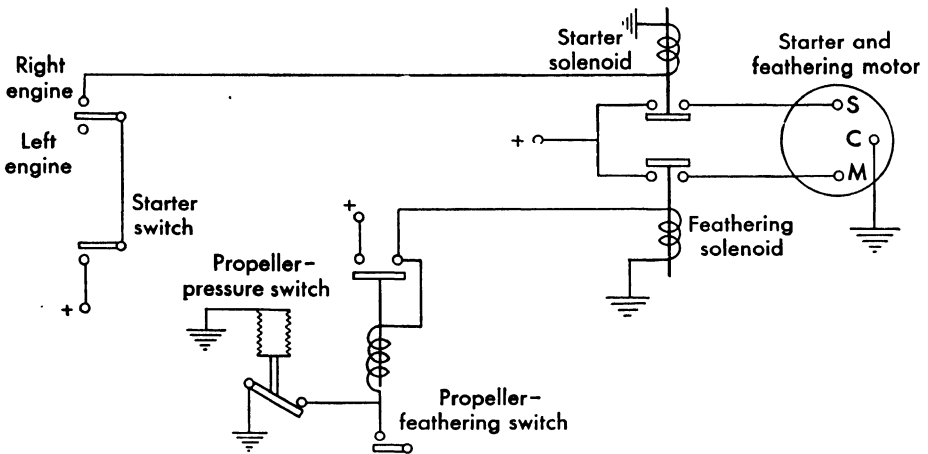 Starter
solenoid
Starter and
feathering motor
Right
engine
S
C
M
+
Left
engine
Starter
switch
+
Feathering
solenoid
Propeller–
pressure switch
+
Propeller–
feathering switch